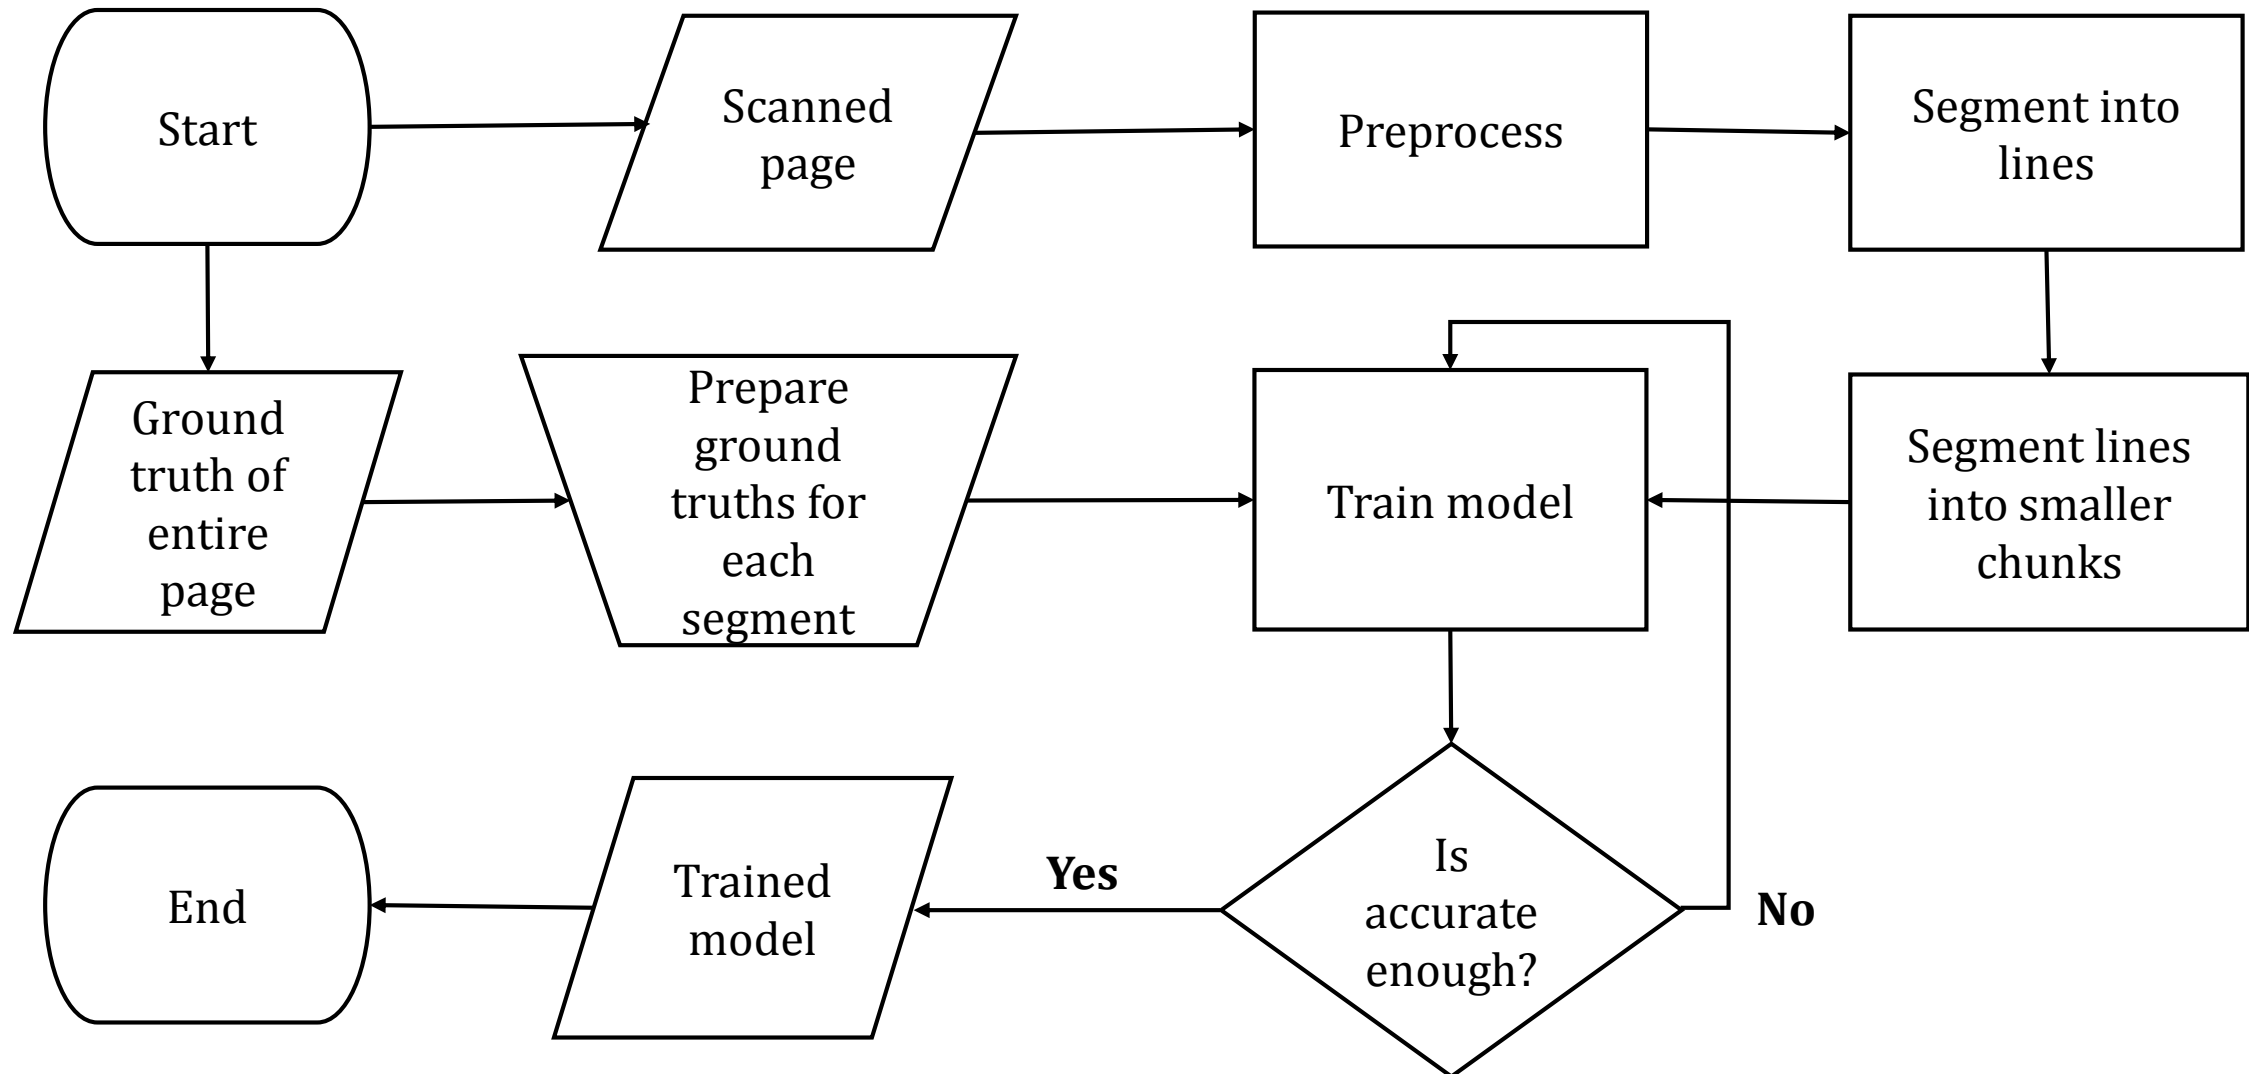 Start
Scanned
page
Preprocess
Segment into
lines
Ground
truth of
entire
page
Prepare
ground
truths for
each
segment
Train model
Segment lines
into smaller
chunks
End
Trained
model
Yes
Is
accurate
enough?
No